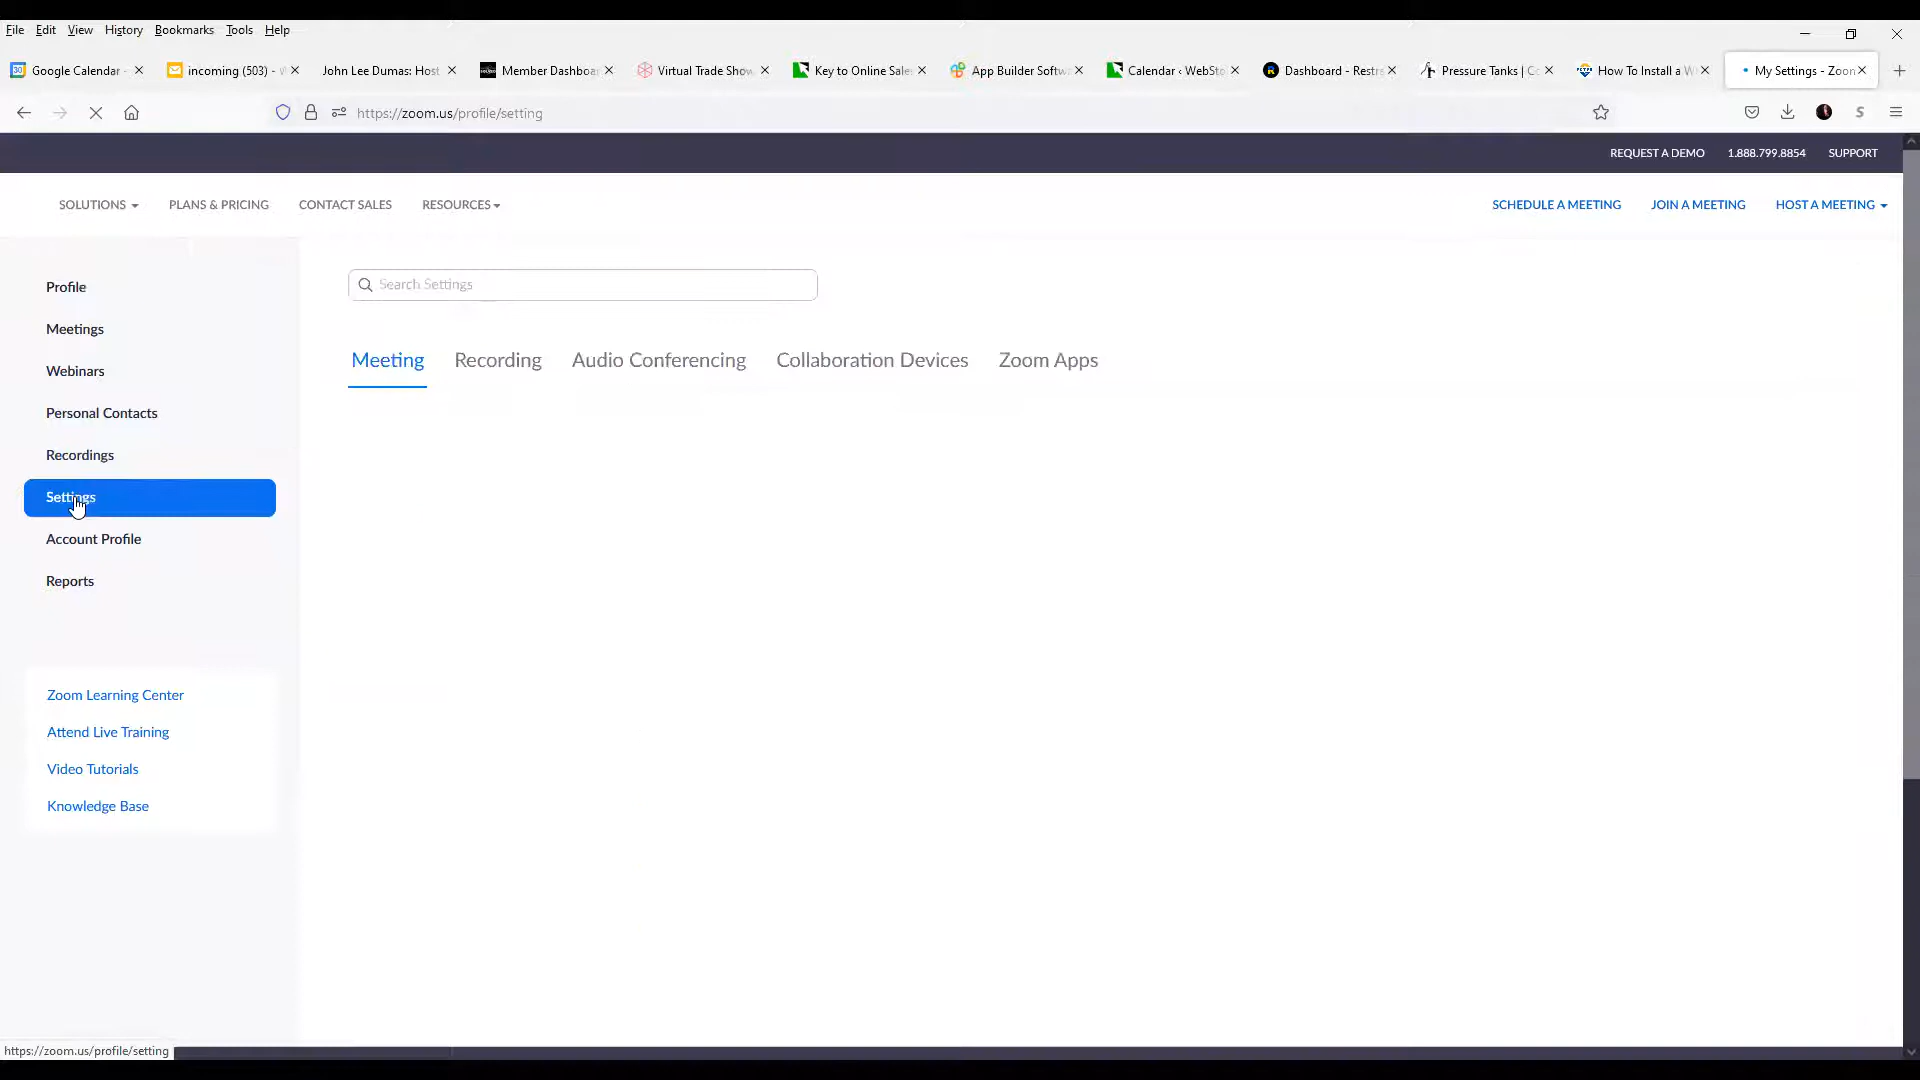 File Edit View History Bookmarks Tools Help
Google Calendar - incoming (503) - John Lee Dumas: Host Member Dashboa Virtual Trade Show Key to Online Sale App Builder Softw Calendar ‹ WebSto Dashboard - Restr Pressure Tanks | Co How To Install a W My Settings - Zoom
https://zoom.us/profile/setting
REQUEST A DEMO 1.888.799.8854 SUPPORT
SOLUTIONS PLANS & PRICING CONTACT SALES RESOURCES SCHEDULE A MEETING JOIN A MEETING HOST A MEETING
Profile
Meetings
Webinars
Personal Contacts
Recordings
Settings
Account Profile
Reports
Search Settings
Meeting Recording Audio Conferencing Collaboration Devices Zoom Apps
Zoom Learning Center
Attend Live Training
Video Tutorials
Knowledge Base
https://zoom.us/profile/setting